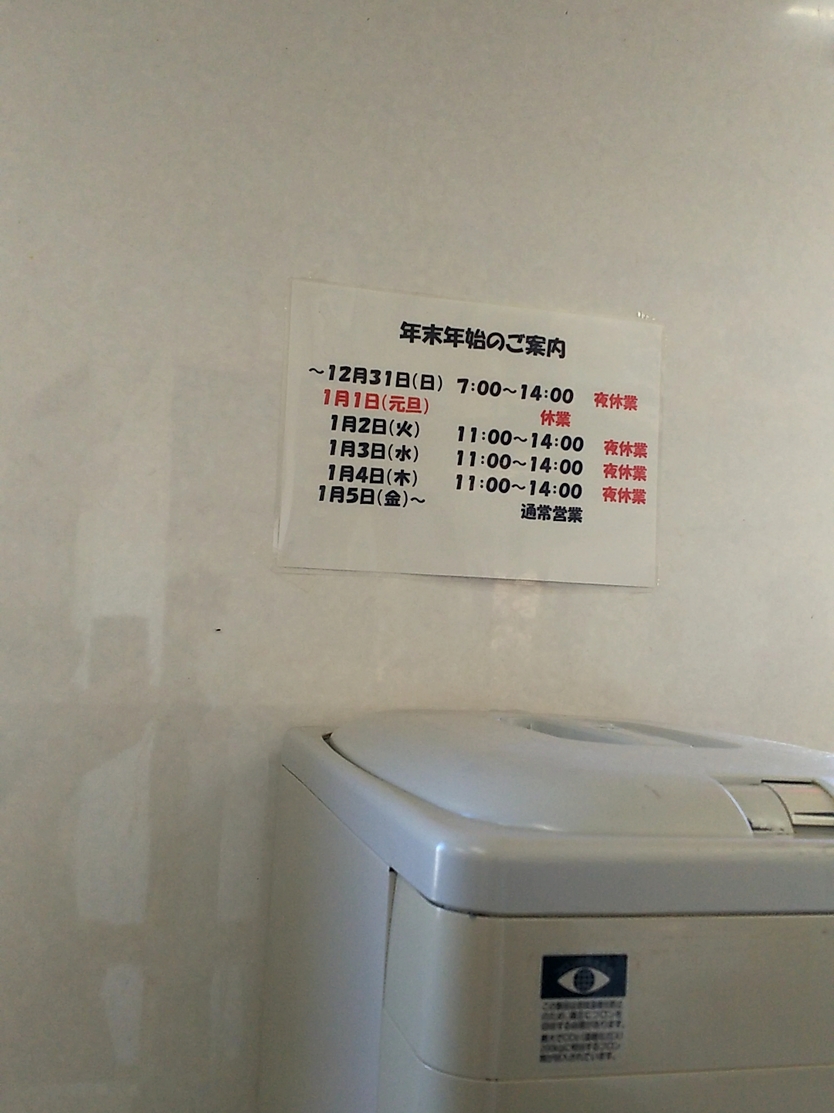 年末年始のご案内
～12月31日(日) 7:00～14:00 夜休業
1月1日(元旦) 休業
1月2日(火) 11:00～14:00 夜休業
1月3日(水) 11:00～14:00 夜休業
1月4日(木) 11:00～14:00 夜休業
1月5日(金)～ 通常営業